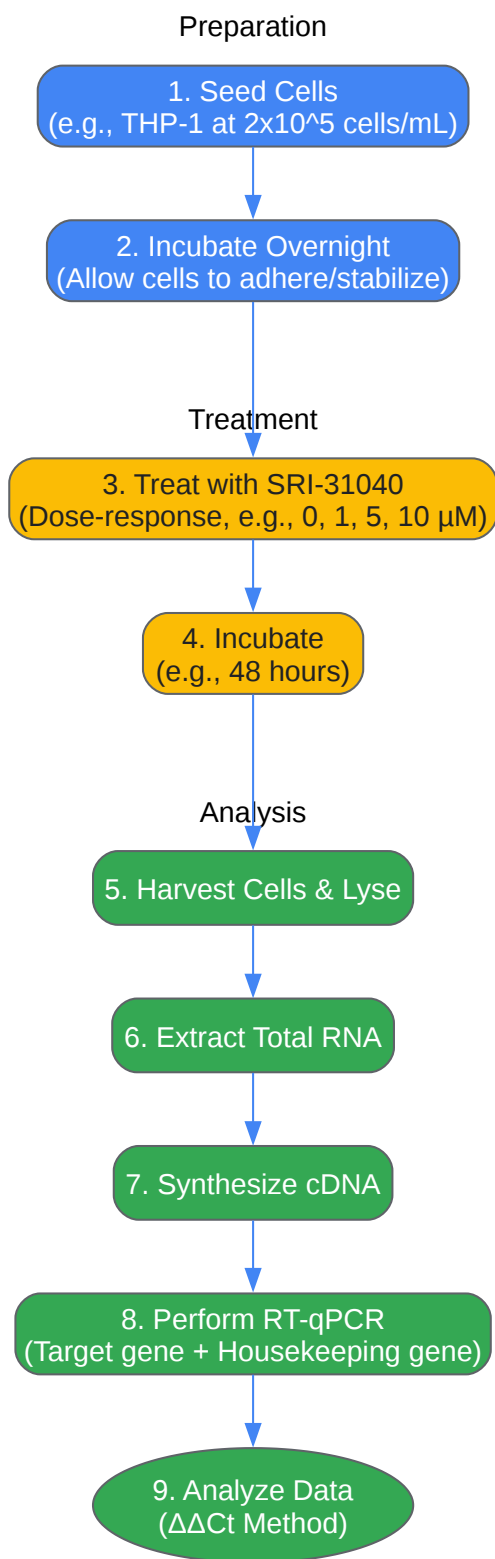 Preparation
1. Seed Cells
(e.g., THP-1 at 2x10^5 cells/mL)
2. Incubate Overnight
(Allow cells to adhere/stabilize)
Treatment
3. Treat with SRI-31040
(Dose-response, e.g., 0, 1, 5, 10 µM)
4. Incubate
(e.g., 48 hours)
Analysis
5. Harvest Cells & Lyse
6. Extract Total RNA
7. Synthesize cDNA
8. Perform RT-qPCR
(Target gene + Housekeeping gene)
9. Analyze Data
(ΔΔCt Method)